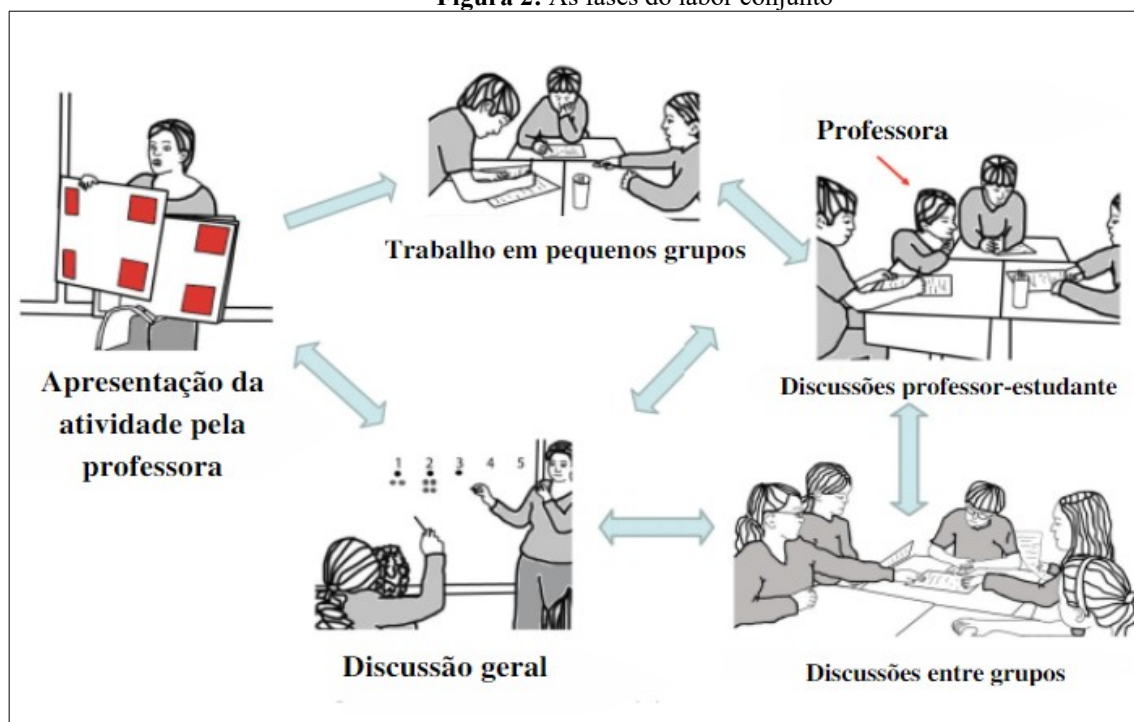 Figura 2: As fases do labor conjunto
Professora
Trabalho em pequenos grupos
Apresentação da
atividade pela
professora
Discussões professor-estudante
1 2 3 4 5
Discussão geral
Discussões entre grupos